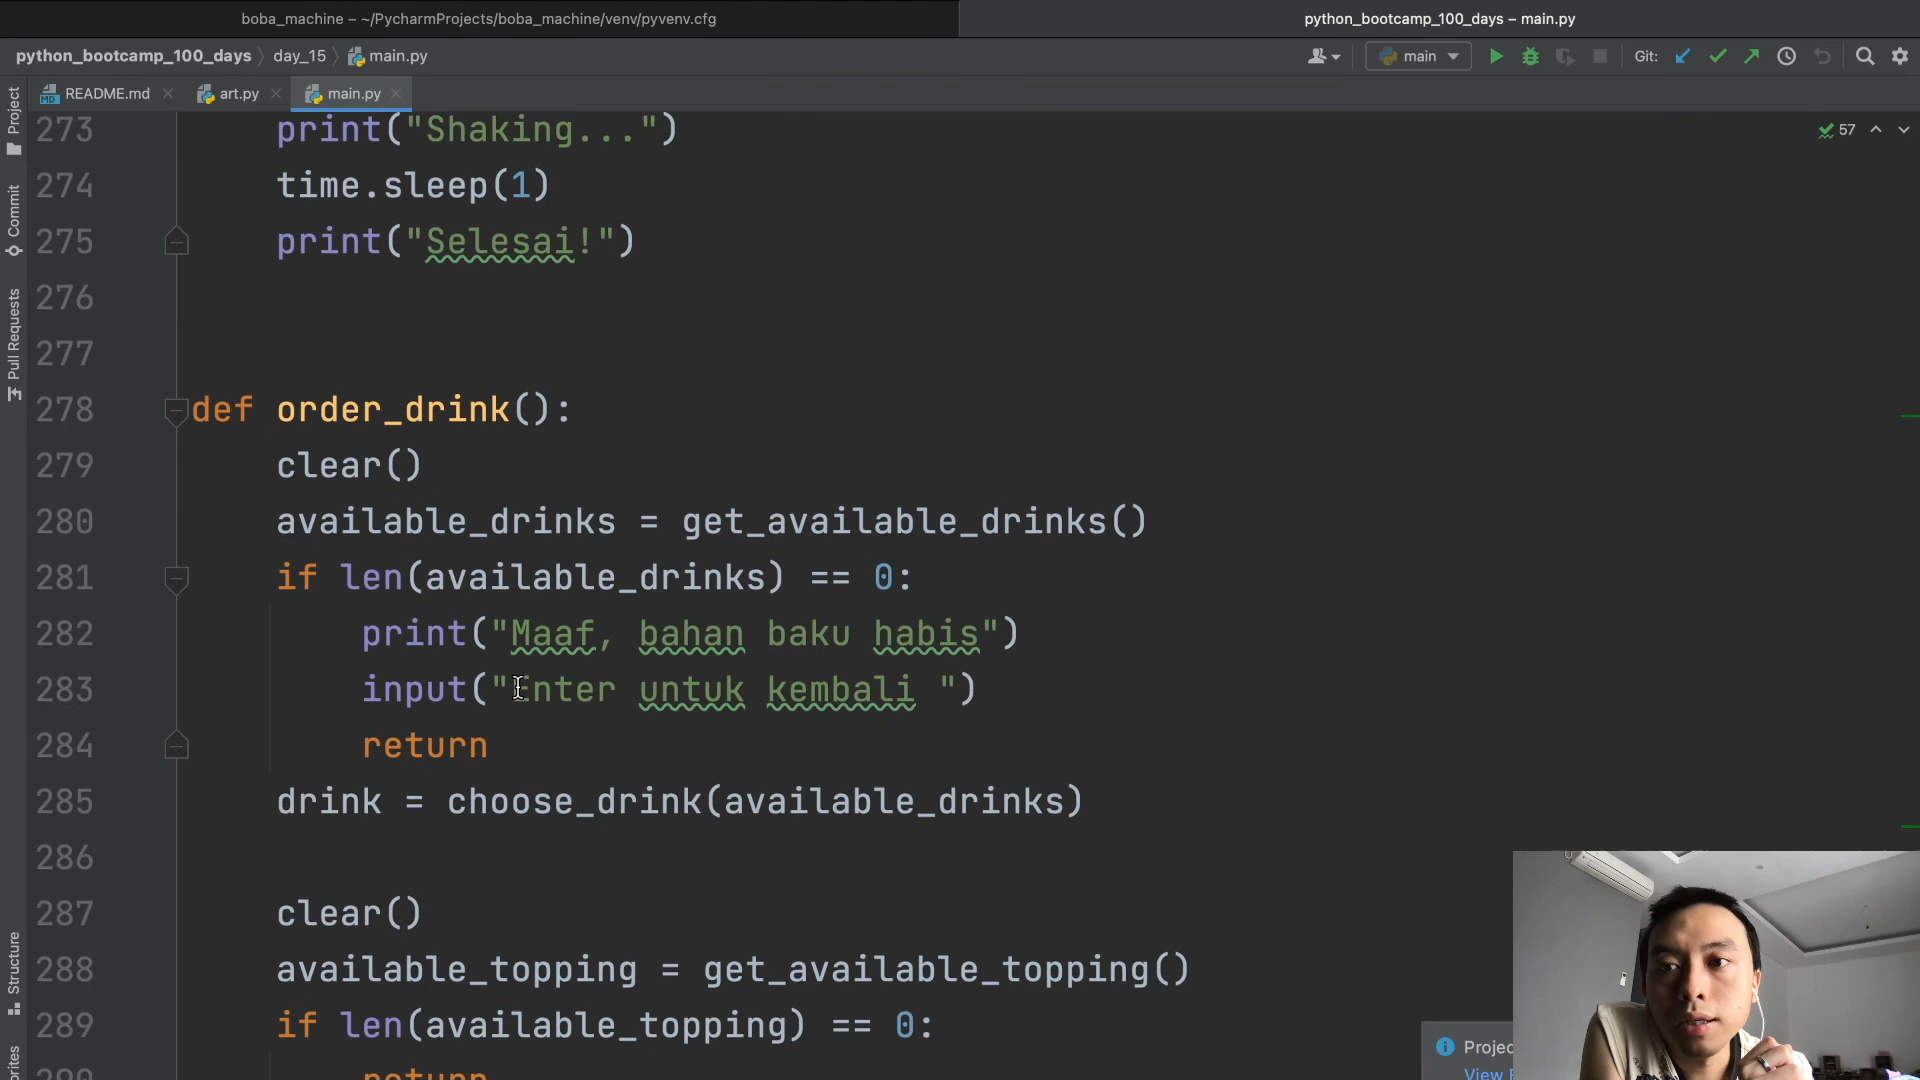 boba_machine – ~/PycharmProjects/boba_machine/venv/pyvenv.cfg
python_bootcamp_100_days – main.py
python_bootcamp_100_days day_15 main.py
main
Git:
README.md
art.py
main.py
Project
Commit
Pull Requests
Structure
57
273 print("Shaking...")
274 time.sleep(1)
275 print("Selesai!")
276
277
278 def order_drink():
279 clear()
280 available_drinks = get_available_drinks()
281 if len(available_drinks) == 0:
282 print("Maaf, bahan baku habis")
283 input("Enter untuk kembali ")
284 return
285 drink = choose_drink(available_drinks)
286
287 clear()
288 available_topping = get_available_topping()
289 if len(available_topping) == 0:
290 return
Projec
View